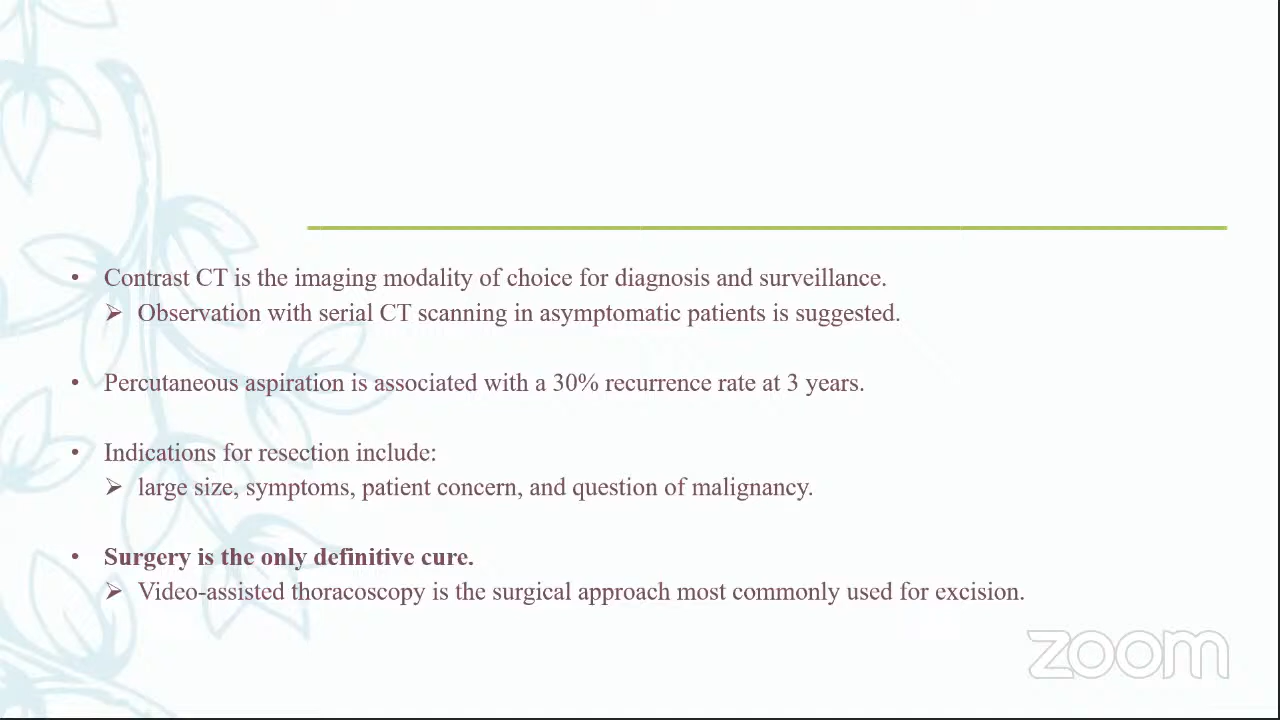 • Contrast CT is the imaging modality of choice for diagnosis and surveillance.
➢ Observation with serial CT scanning in asymptomatic patients is suggested.
• Percutaneous aspiration is associated with a 30% recurrence rate at 3 years.
• Indications for resection include:
➢ large size, symptoms, patient concern, and question of malignancy.
• Surgery is the only definitive cure.
➢ Video-assisted thoracoscopy is the surgical approach most commonly used for excision.
zoom